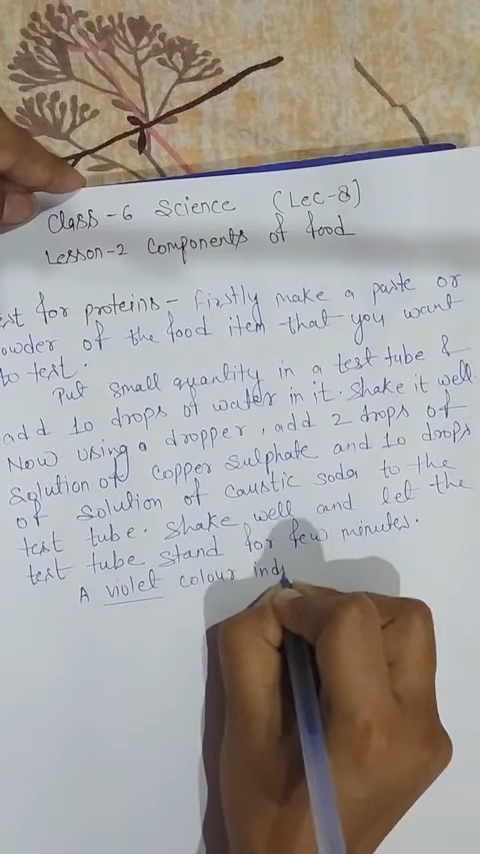 Class-6 Science (Lec-8)
Lesson-2 Components of food
est for proteins - firstly make a paste or
owder of the food item that you want
to test.
Put small quantity in a test tube &
add 10 drops of water in it. Shake it well.
Now using a dropper, add 2 drops of
solution of copper sulphate and 10 drops
of solution of caustic soda to the
test tube. Shake well and let the
test tube stand for few minutes.
A violet colour indi